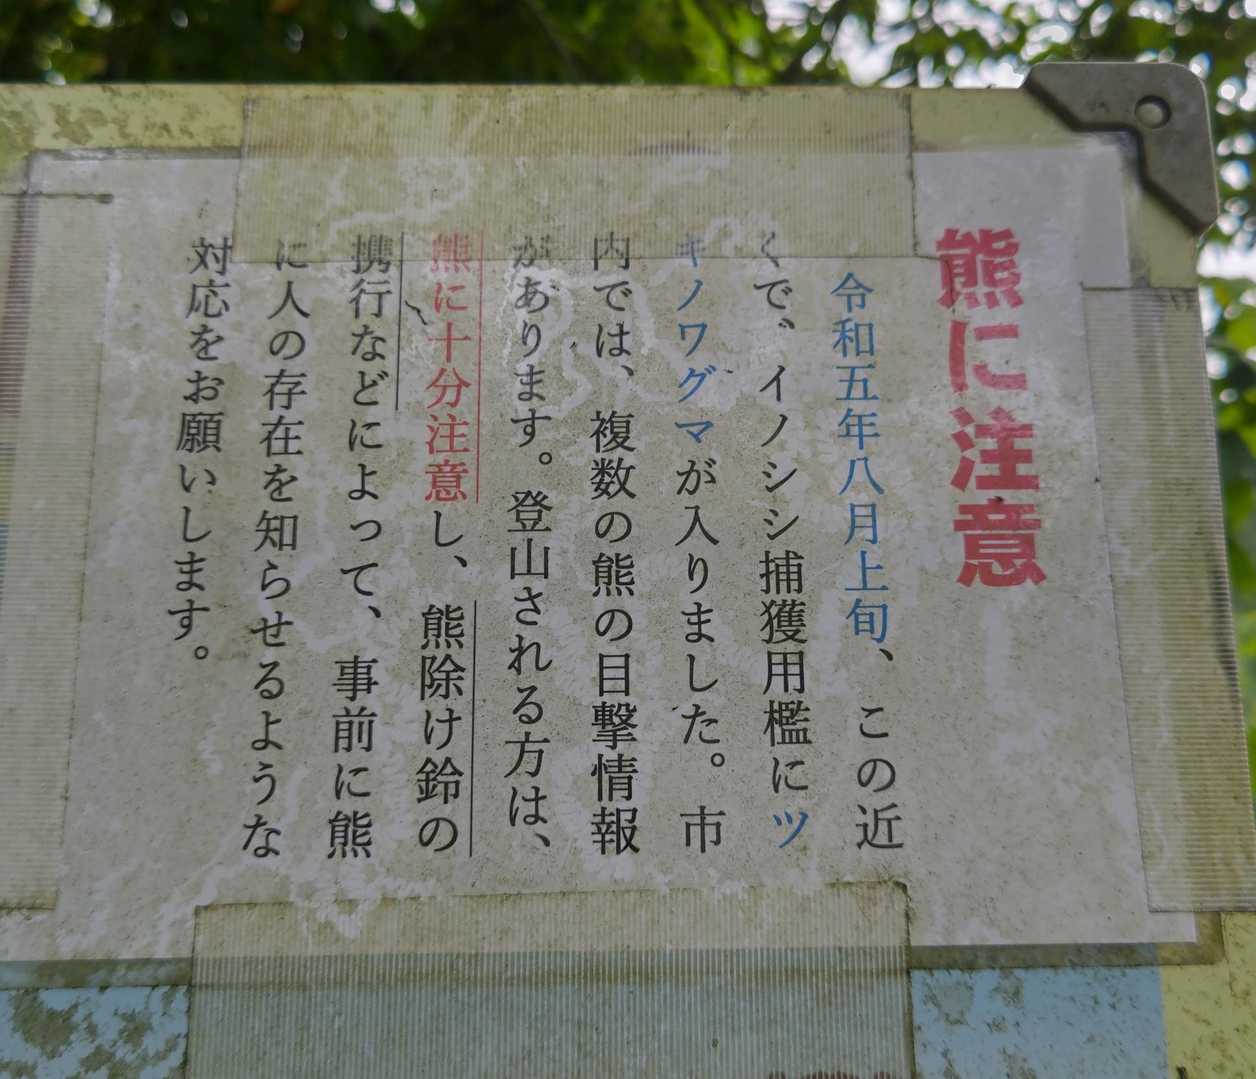 熊に注意
令和五年八月上旬、この近
くで、イノシシ捕獲用檻にツ
キノワグマが入りました。市
内では、複数の熊の目撃情報
があります。登山される方は、
熊に十分注意し、熊除け鈴の
携行などによって、事前に熊
に人の存在を知らせるような
対応をお願いします。